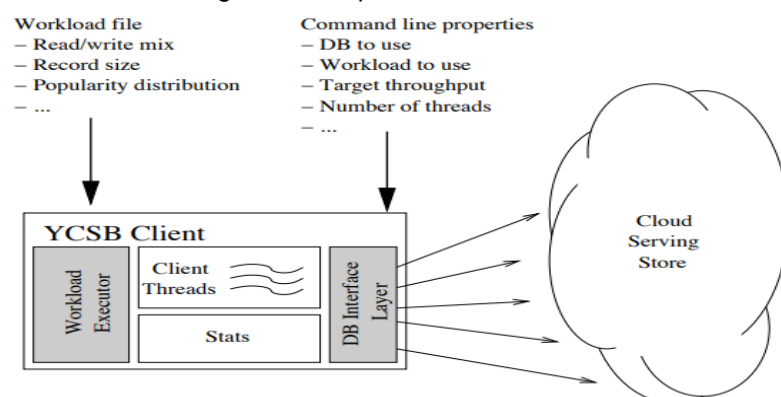 Workload file
– Read/write mix
– Record size
– Popularity distribution
– ...
Command line properties
– DB to use
– Workload to use
– Target throughput
– Number of threads
– ...
YCSB Client
Workload
Executor
Client
Threads
Stats
DB Interface
Layer
Cloud
Serving
Store